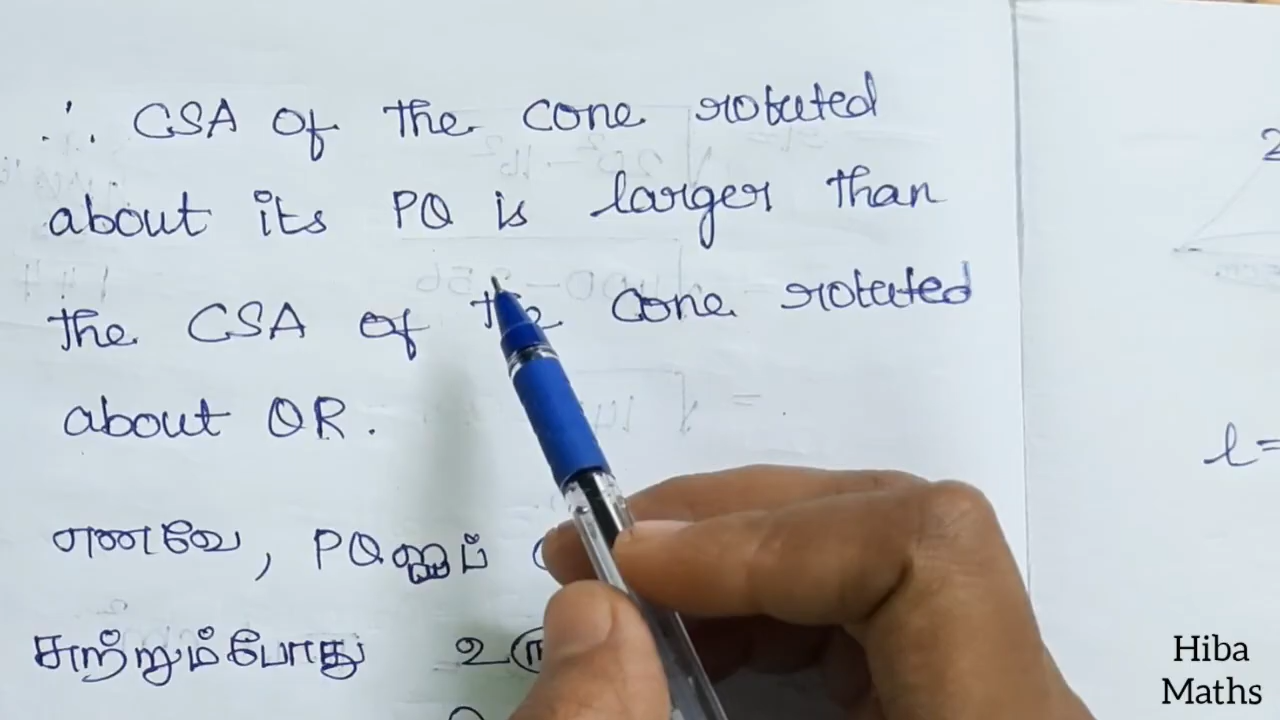 ∴ CSA of the cone rotated
about its PQ is larger than
the CSA of the cone rotated
about QR.
எனவே, PQஐப்
சுற்றும்போது
2
l=
Hiba
Maths